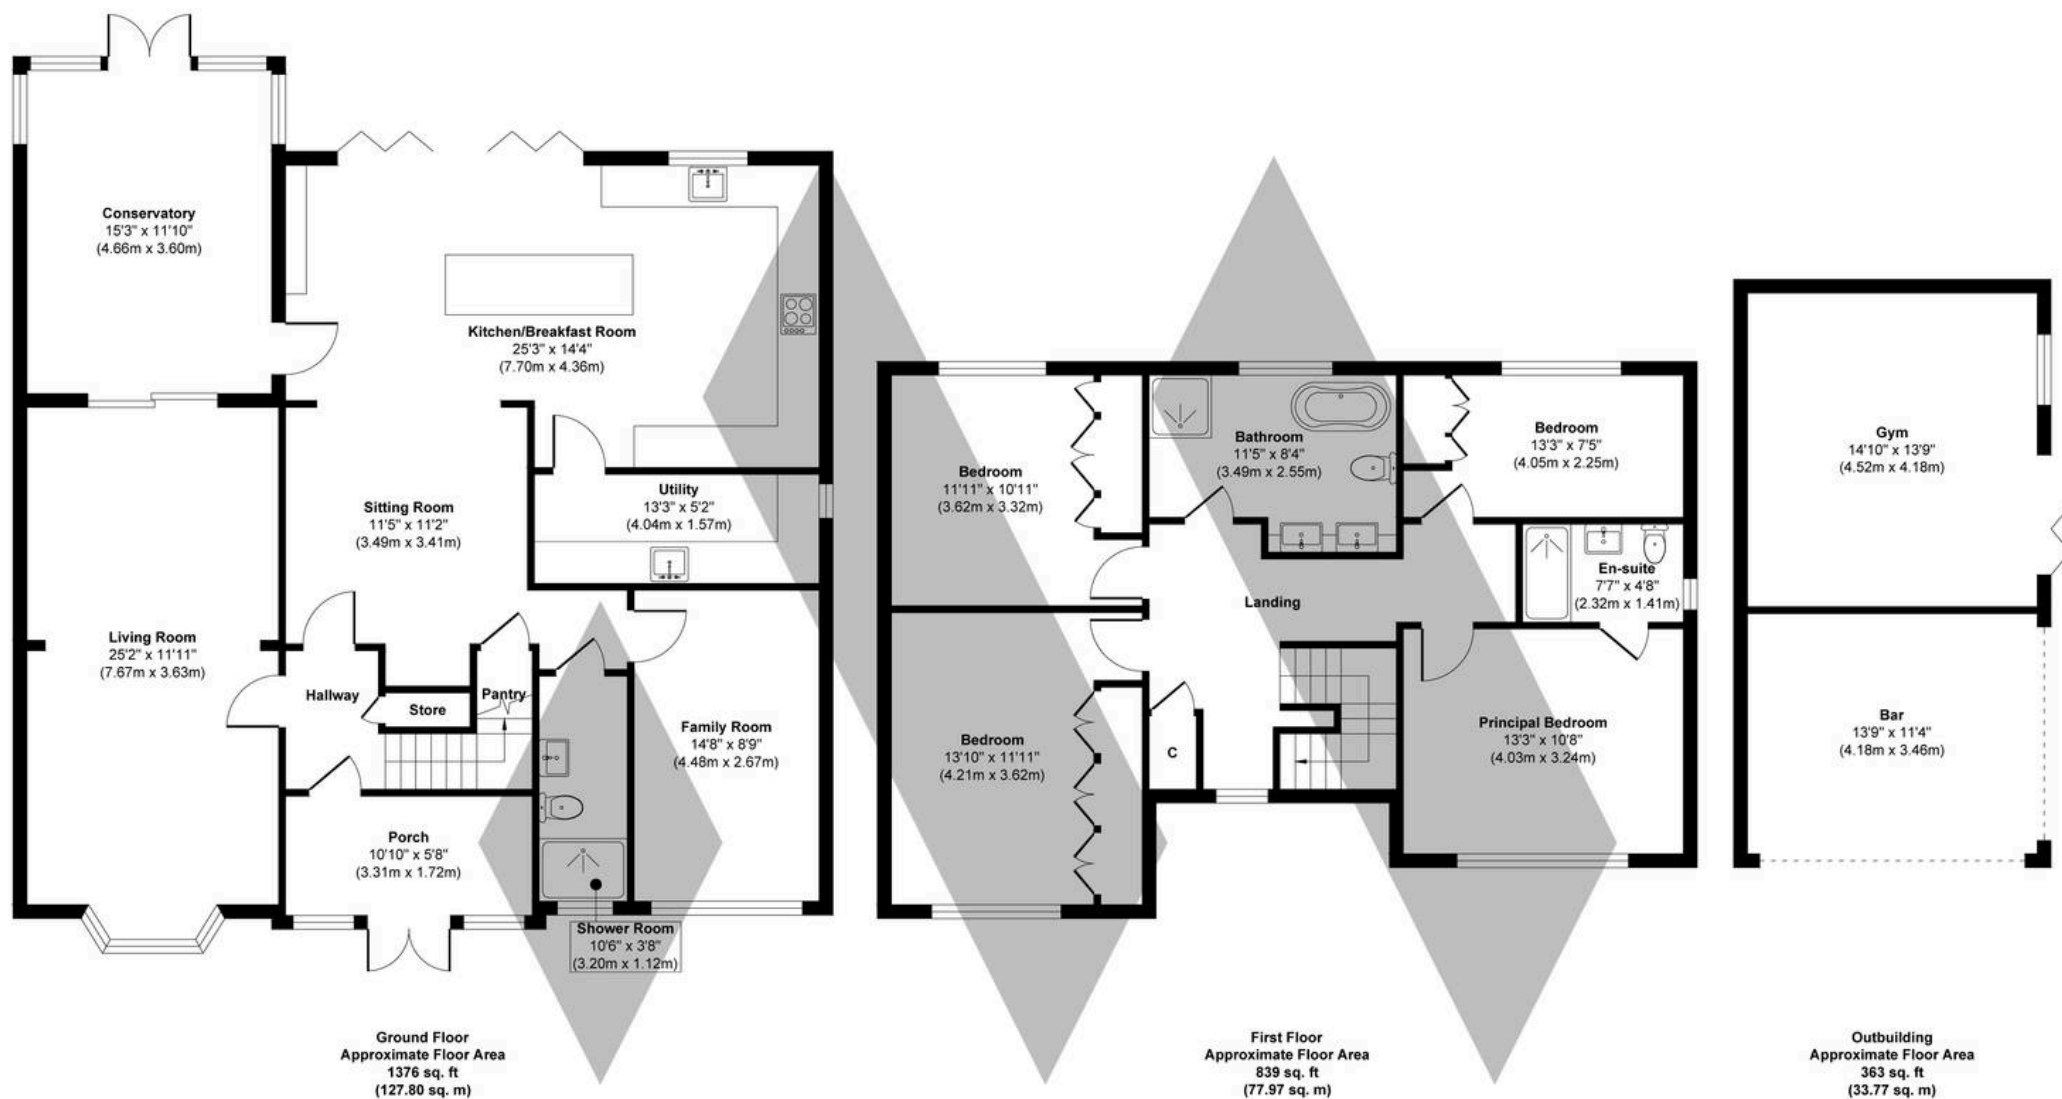 Conservatory
15'3" x 11'10"
(4.66m x 3.60m)
Kitchen/Breakfast Room
25'3" x 14'4"
(7.70m x 4.36m)
Sitting Room
11'5" x 11'2"
(3.49m x 3.41m)
Utility
13'3" x 5'2"
(4.04m x 1.57m)
Living Room
25'2" x 11'11"
(7.67m x 3.63m)
Hallway
Store
Pantry
Family Room
14'8" x 8'9"
(4.48m x 2.67m)
Porch
10'10" x 5'8"
(3.31m x 1.72m)
Shower Room
10'6" x 3'8"
(3.20m x 1.12m)
Ground Floor
Approximate Floor Area
1376 sq. ft
(127.80 sq. m)
Bedroom
11'11" x 10'11"
(3.62m x 3.32m)
Bathroom
11'5" x 8'4"
(3.49m x 2.55m)
Bedroom
13'3" x 7'5"
(4.05m x 2.25m)
En-suite
7'7" x 4'8"
(2.32m x 1.41m)
Landing
Bedroom
13'10" x 11'11"
(4.21m x 3.62m)
C
Principal Bedroom
13'3" x 10'8"
(4.03m x 3.24m)
First Floor
Approximate Floor Area
839 sq. ft
(77.97 sq. m)
Gym
14'10" x 13'9"
(4.52m x 4.18m)
Bar
13'9" x 11'4"
(4.18m x 3.46m)
Outbuilding
Approximate Floor Area
363 sq. ft
(33.77 sq. m)